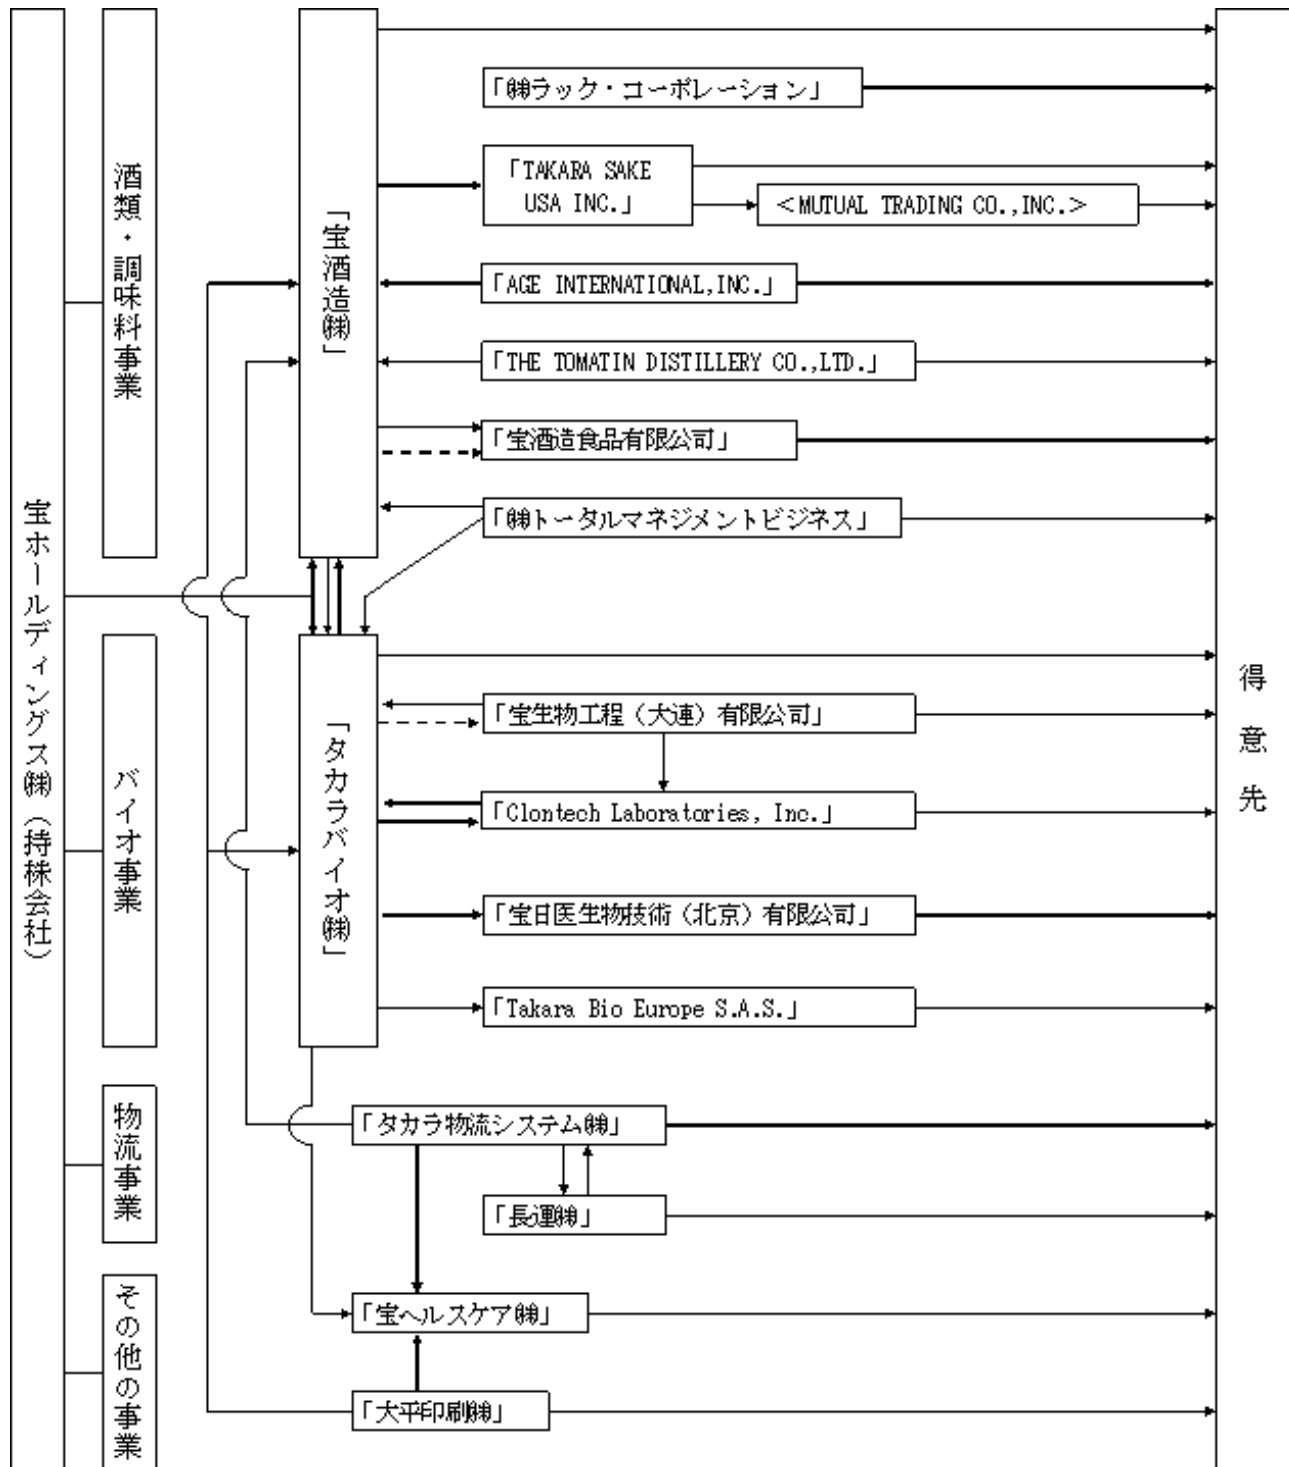 宝ホールディングス㈱（持株会社）
酒類・調味料事業
「宝酒造㈱」
「㈱ラック・コーポレーション」
「TAKARA SAKE
USA INC.」
<MUTUAL TRADING CO.,INC.>
「AGE INTERNATIONAL,INC.」
「THE TOMATIN DISTILLERY CO.,LTD.」
「宝酒造食品有限公司」
「㈱トータルマネジメントビジネス」
バイオ事業
「タカラバイオ㈱」
「宝生物工程（大連）有限公司」
「Clontech Laboratories, Inc.」
「宝日医生物技術（北京）有限公司」
「Takara Bio Europe S.A.S.」
物流事業
「タカラ物流システム㈱」
「長運㈱」
その他の事業
「宝ヘルスケア㈱」
「大平印刷㈱」
得意先